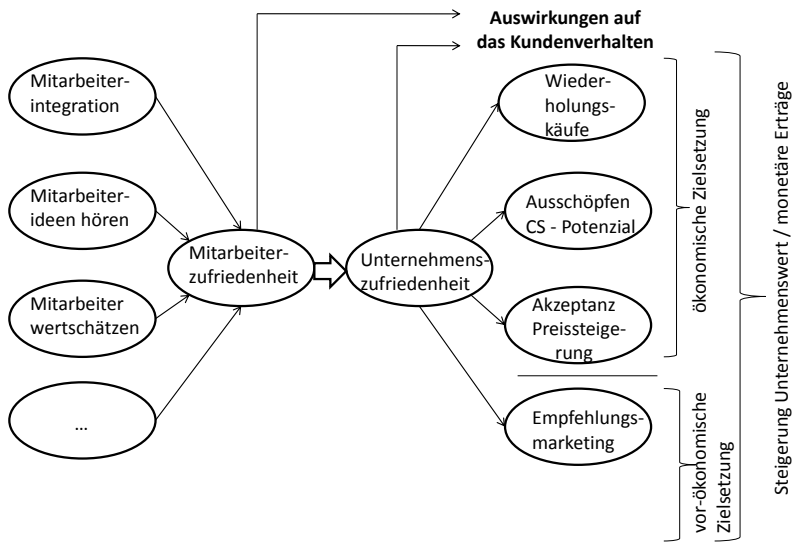 Auswirkungen auf
das Kundenverhalten
Mitarbeiter-
integration
Mitarbeiter-
ideen hören
Mitarbeiter
wertschätzen
...
Mitarbeiter-
zufriedenheit
Unternehmens-
zufriedenheit
Wieder-
holungs-
käufe
Ausschöpfen
CS - Potenzial
Akzeptanz
Preissteige-
rung
Empfehlungs-
marketing
ökonomische Zielsetzung
vor-ökonomische
Zielsetzung
Steigerung Unternehmenswert / monetäre Erträge